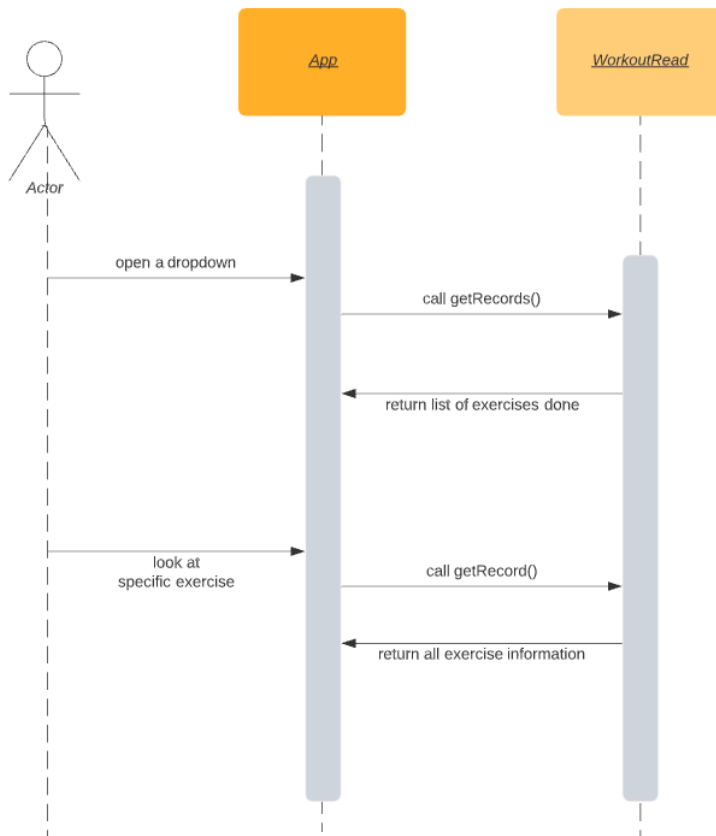 App
WorkoutRead
Actor
open a dropdown
call getRecords()
return list of exercises done
look at
specific exercise
call getRecord()
return all exercise information